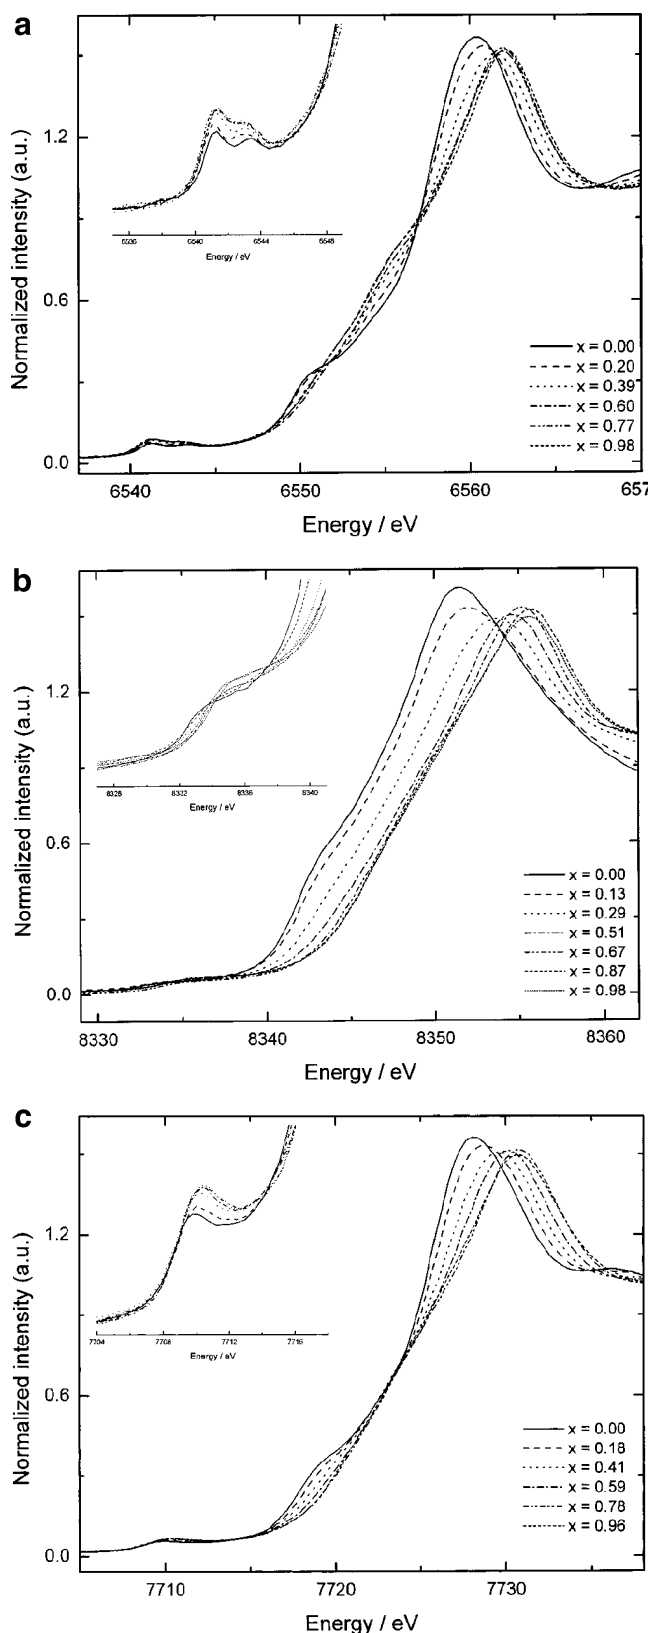 a
Normalized intensity (a.u.)
1.2
0.6
0.0
6536 6540 6544 6548
Energy / eV
x = 0.00
x = 0.20
x = 0.39
x = 0.60
x = 0.77
x = 0.98
6540 6550 6560 657
Energy / eV
b
Normalized intensity (a.u.)
1.2
0.6
0.0
8328 8332 8336 8340
Energy / eV
x = 0.00
x = 0.13
x = 0.29
x = 0.51
x = 0.67
x = 0.87
x = 0.98
8330 8340 8350 8360
Energy / eV
c
Normalized intensity (a.u.)
1.2
0.6
0.0
7704 7708 7712 7716
Energy / eV
x = 0.00
x = 0.18
x = 0.41
x = 0.59
x = 0.78
x = 0.96
7710 7720 7730
Energy / eV